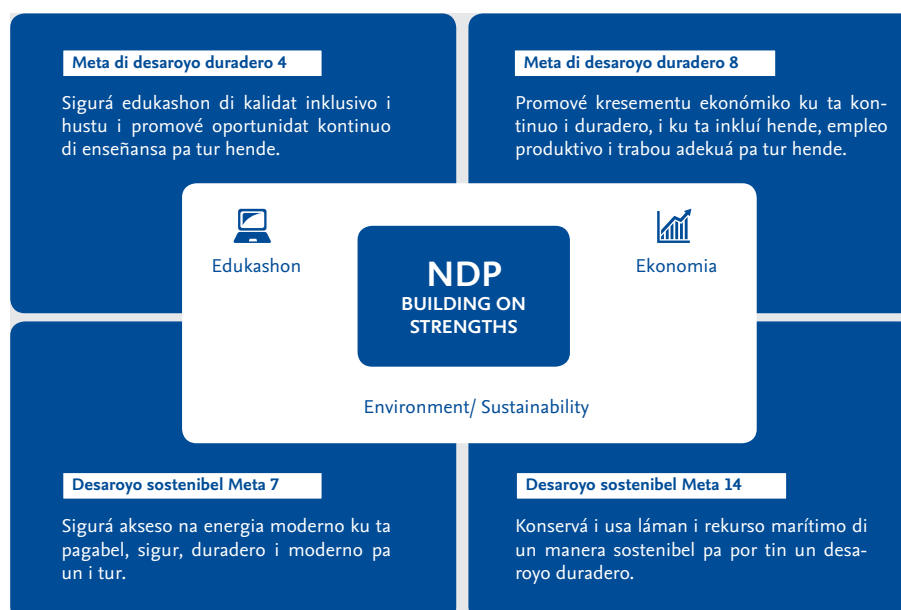 Meta di desaroyo duradero 4
Sigurá edukashon di kalidat inklusivo i
hustu i promové oportunidat kontinuo
di enseñansa pa tur hende.
Meta di desaroyo duradero 8
Promové kresementu ekonómiko ku ta kon-
tinuo i duradero, i ku ta inkluí hende, empleo
produktivo i trabou adekuá pa tur hende.
Edukashon
NDP
BUILDING ON
STRENGTHS
Ekonomia
Environment/ Sustainability
Desaroyo sostenibel Meta 7
Sigurá akseso na energia moderno ku ta
pagabel, sigur, duradero i moderno pa
un i tur.
Desaroyo sostenibel Meta 14
Konservá i usa láman i rekurso marítimo di
un manera sostenibel pa por tin un desa-
royo duradero.